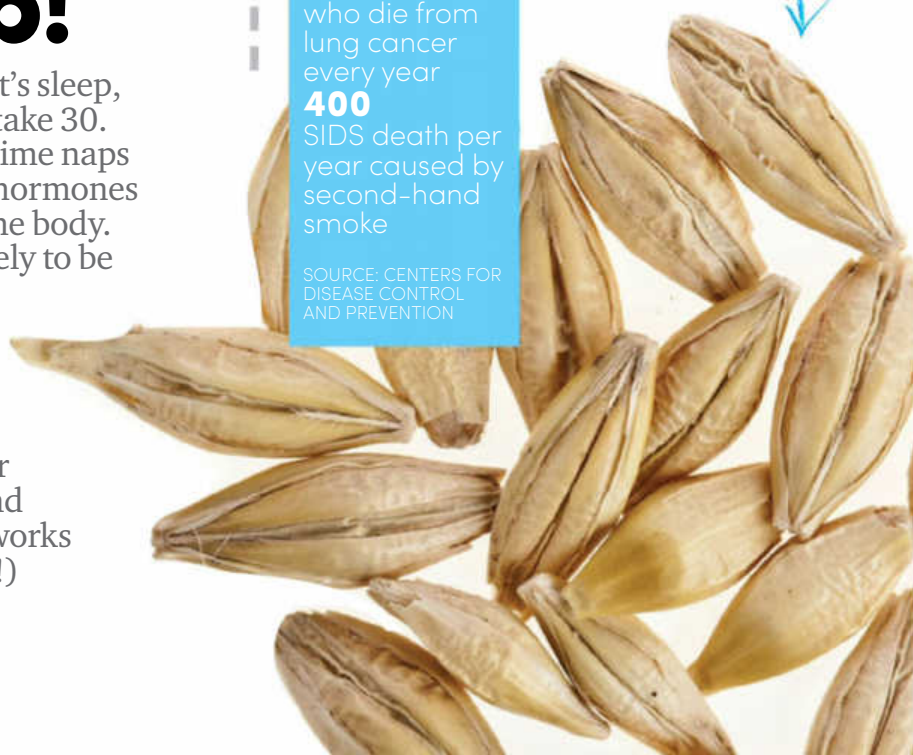 o!
t’s sleep,
take 30.
ime naps
hormones
ne body.
ely to be
r
nd
works
!)
who die from
lung cancer
every year
400
SIDS death per
year caused by
second-hand
smoke
SOURCE: CENTERS FOR
DISEASE CONTROL
AND PREVENTION